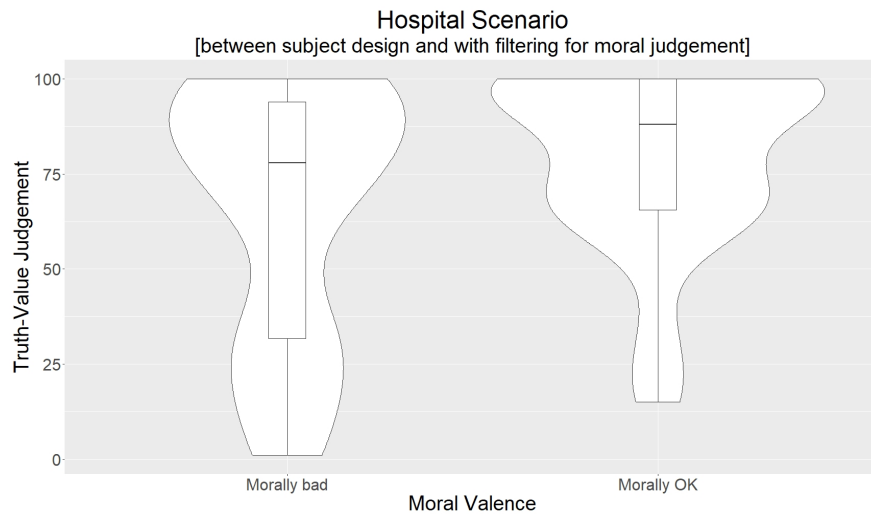 Hospital Scenario
[between subject design and with filtering for moral judgement]
Truth-Value Judgement
100
75
50
25
0
Morally bad
Morally OK
Moral Valence